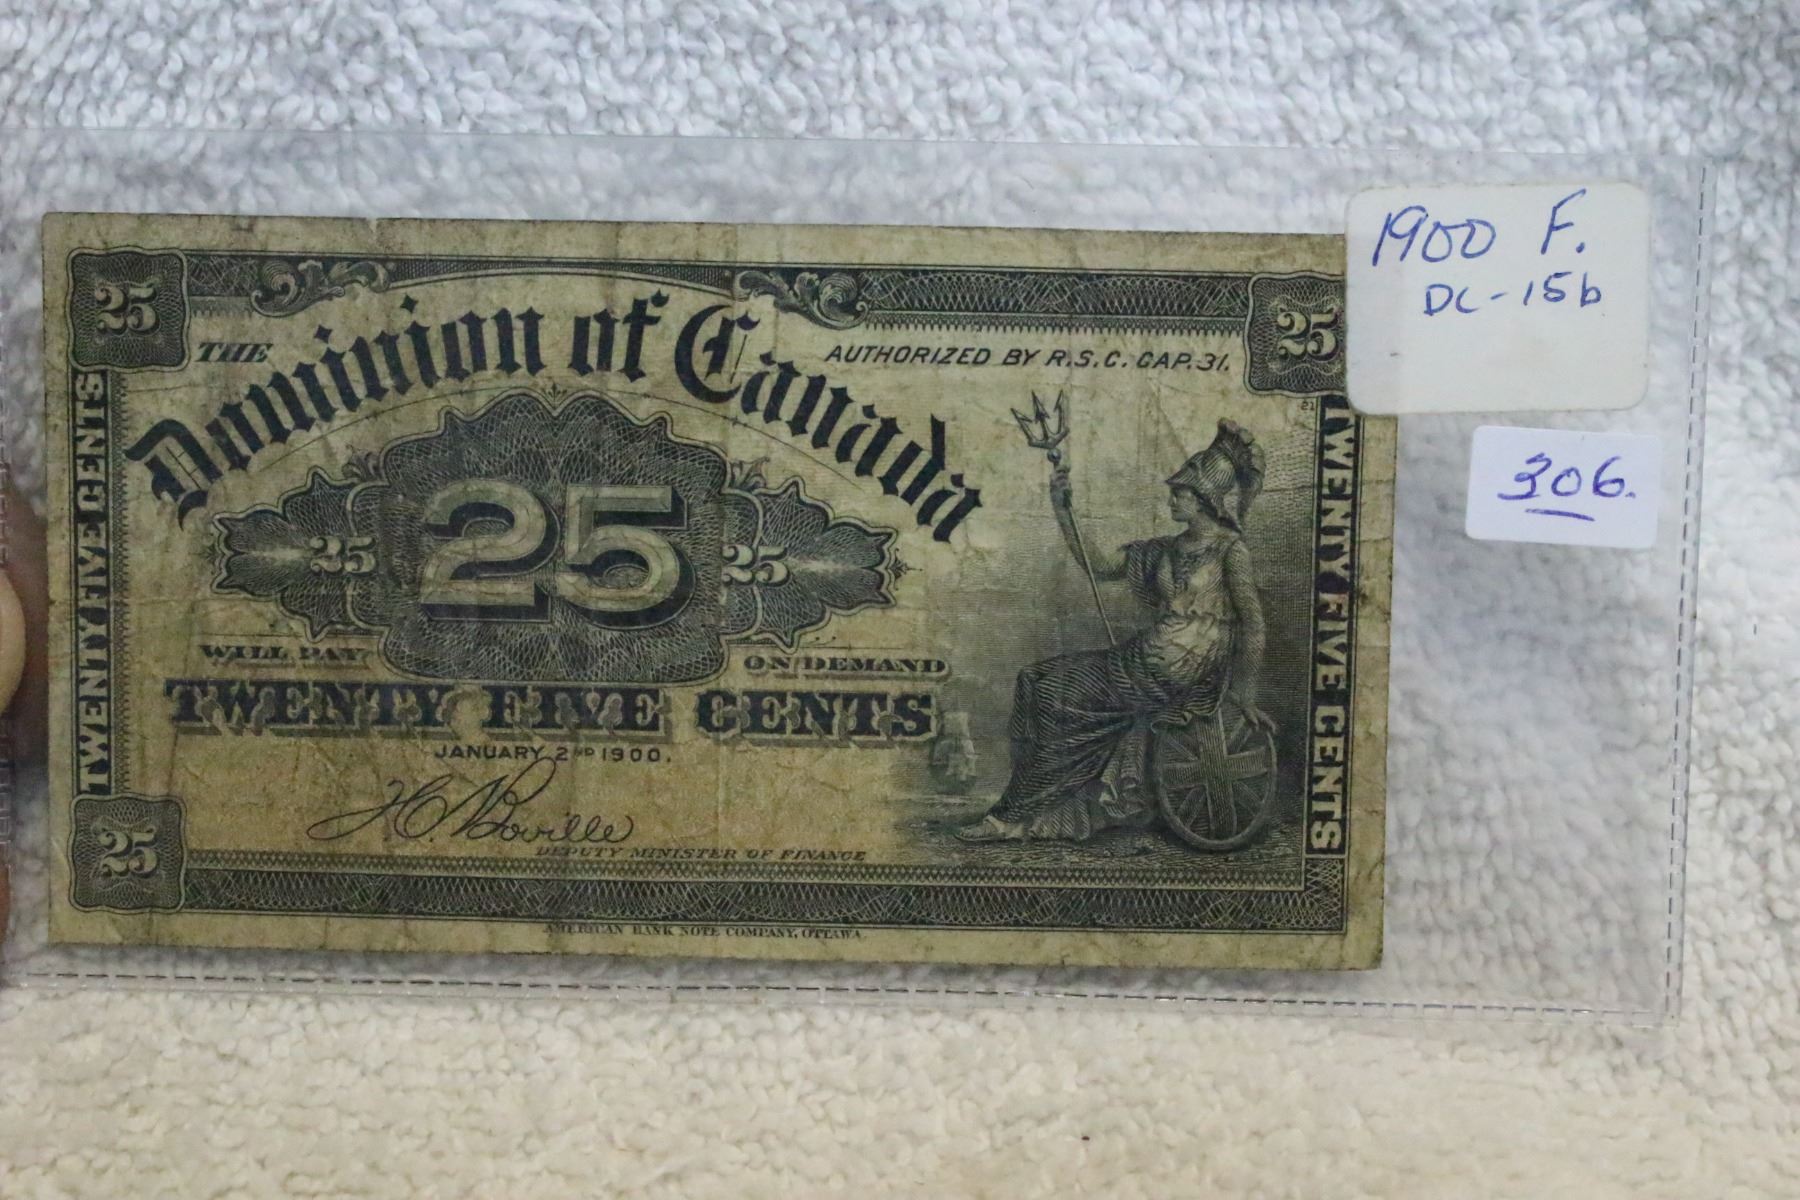 1900 F.
DC-15b
306.
25
25
THE
Dominion of Canada
AUTHORIZED BY R.S.C. CAP. 31.
21
TWENTY FIVE CENTS
TWENTY FIVE CENTS
25
25
25
WILL PAY
ON DEMAND
TWENTY FIVE CENTS
JANUARY 2ND 1900.
H C Boville
DEPUTY MINISTER OF FINANCE
25
AMERICAN BANK NOTE COMPANY, OTTAWA.